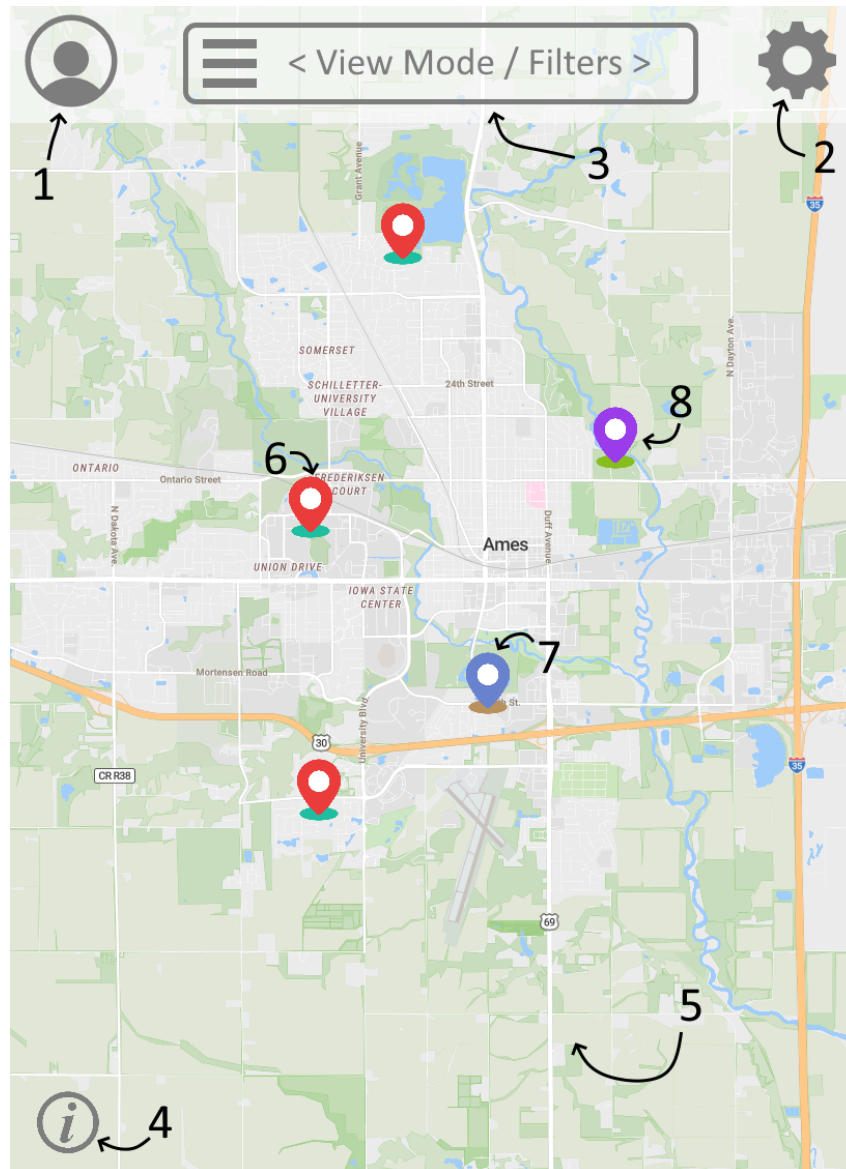 < View Mode / Filters >
1
3
2
Grant Avenue
35
N Dayton Ave.
SOMERSET
SCHILLETTER-
UNIVERSITY
VILLAGE
24th Street
8
6
ONTARIO
Ontario Street
FREDERIKSEN
COURT
N Dakota Ave.
Duff Avenue
Ames
UNION DRIVE
IOWA STATE
CENTER
7
Mortensen Road
St.
University Blvd
30
CR R38
35
69
5
i
4